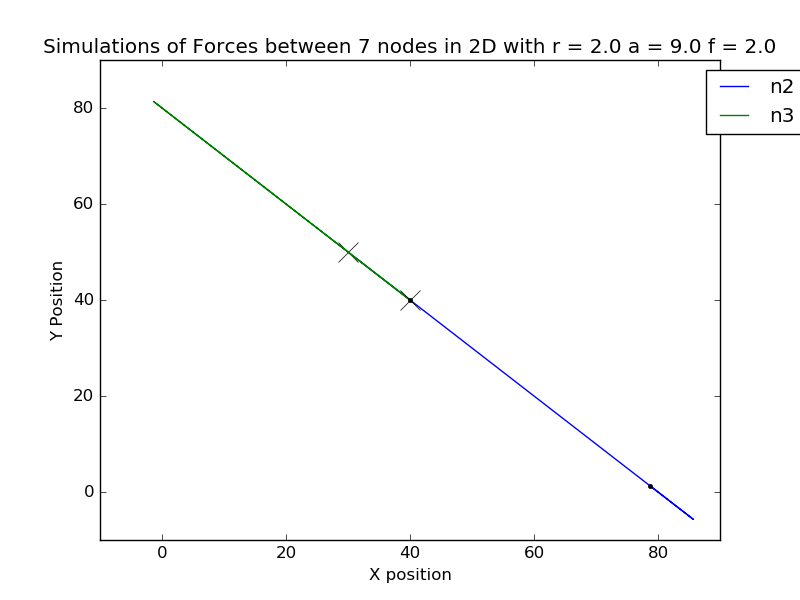 Simulations of Forces between 7 nodes in 2D with r = 2.0 a = 9.0 f = 2.0
n2
n3
80
60
40
20
0
Y Position
0 20 40 60 80
X position